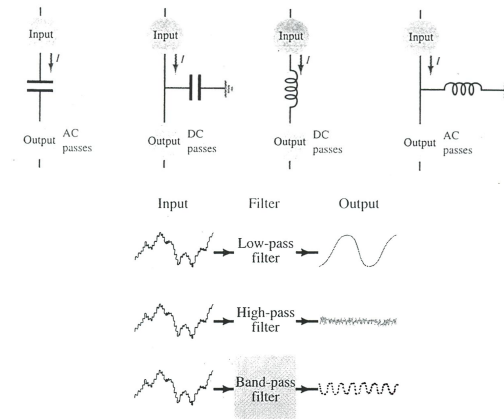 Input
I
Output
AC
passes
Input
I
Output
DC
passes
Input
I
Output
DC
passes
Input
I
Output
AC
passes
Input Filter Output
Low-pass
filter
High-pass
filter
Band-pass
filter